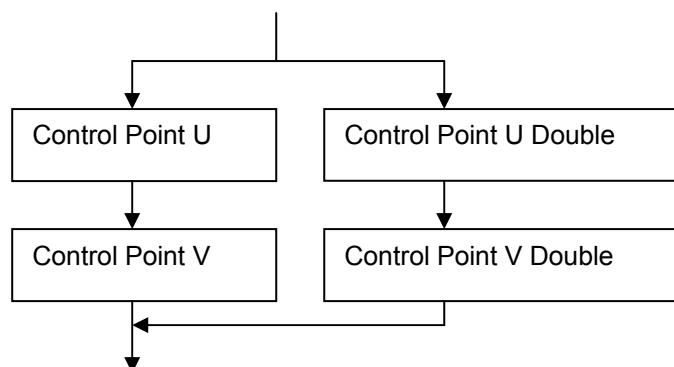 Control Point U
Control Point U Double
Control Point V
Control Point V Double